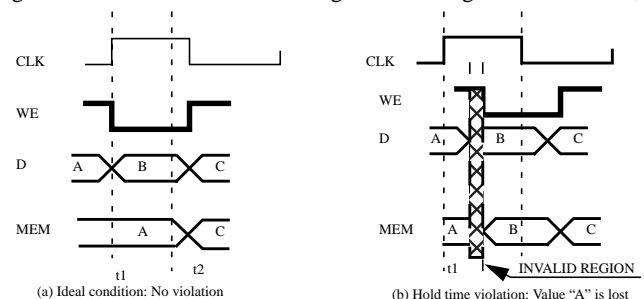 CLK
WE
D A B C
MEM A C
t1 t2
(a) Ideal condition: No violation
CLK
WE
D A B C
MEM A B C
t1 INVALID REGION
(b) Hold time violation: Value “A” is lost